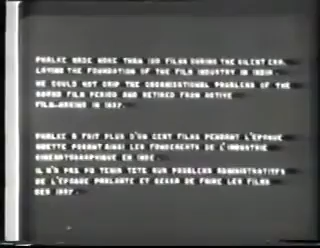 PHALKE MADE MORE THAN 100 FILMS DURING THE SILENT ERA
LAYING THE FOUNDATION OF THE FILM INDUSTRY IN INDIA
HE COULD NOT GRIP THE ORGANISATIONAL PROBLEMS OF THE
SOUND FILM PERIOD AND RETIRED FROM ACTIVE
FILM-MAKING IN 1937.
PHALKE A FAIT PLUS D'UN CENT FILMS PENDANT L'EPOQUE
MUETTE FORMANT AINSI LES FONDEMENTS DE L'INDUSTRIE
CINEMATOGRAPHIQUE EN INDE.
IL N'A PAS PU TENIR TETE AUX PROBLEMS ADMINISTRATIFS
DE L'EPOQUE PARLANTE ET CESSA DE FAIRE LES FILMS
DES 1937